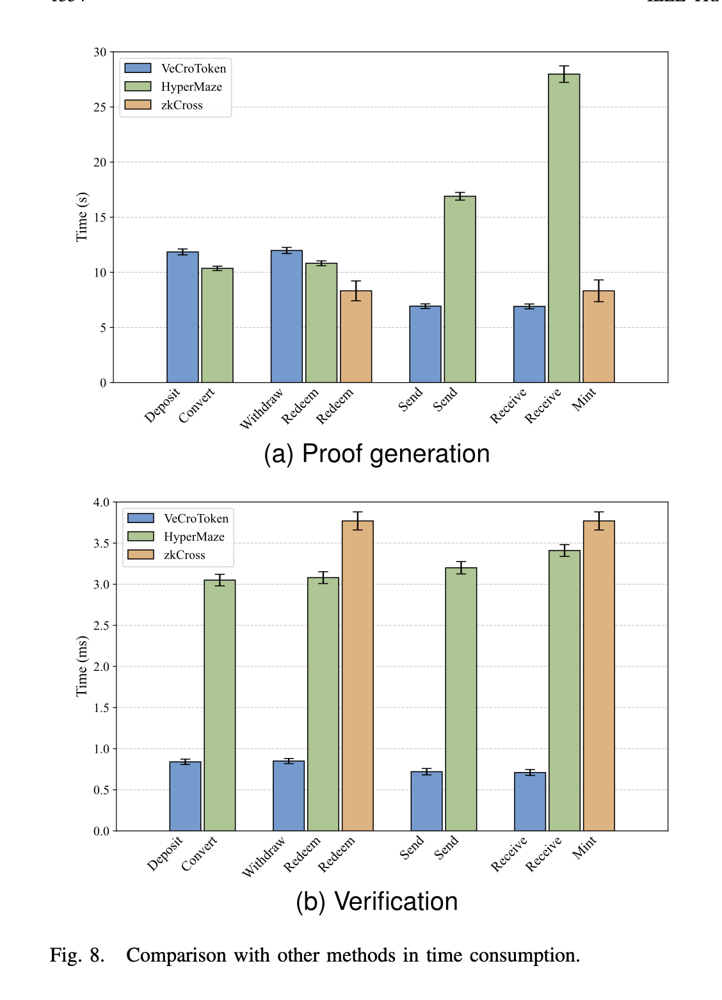 30
25
20
15
10
5
0
Time (s)
VeCroToken
HyperMaze
zkCross
Deposit
Convert
Withdraw
Redeem
Redeem
Send
Send
Receive
Receive
Mint
(a) Proof generation
4.0
3.5
3.0
2.5
2.0
1.5
1.0
0.5
0.0
Time (ms)
VeCroToken
HyperMaze
zkCross
Deposit
Convert
Withdraw
Redeem
Redeem
Send
Send
Receive
Receive
Mint
(b) Verification
Fig. 8. Comparison with other methods in time consumption.